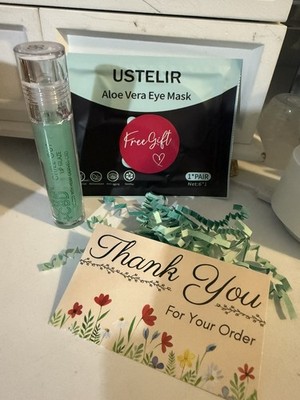 USTELIR
Aloe Vera Eye Mask
Free Gift
1*PAIR
Thank You
For Your Order